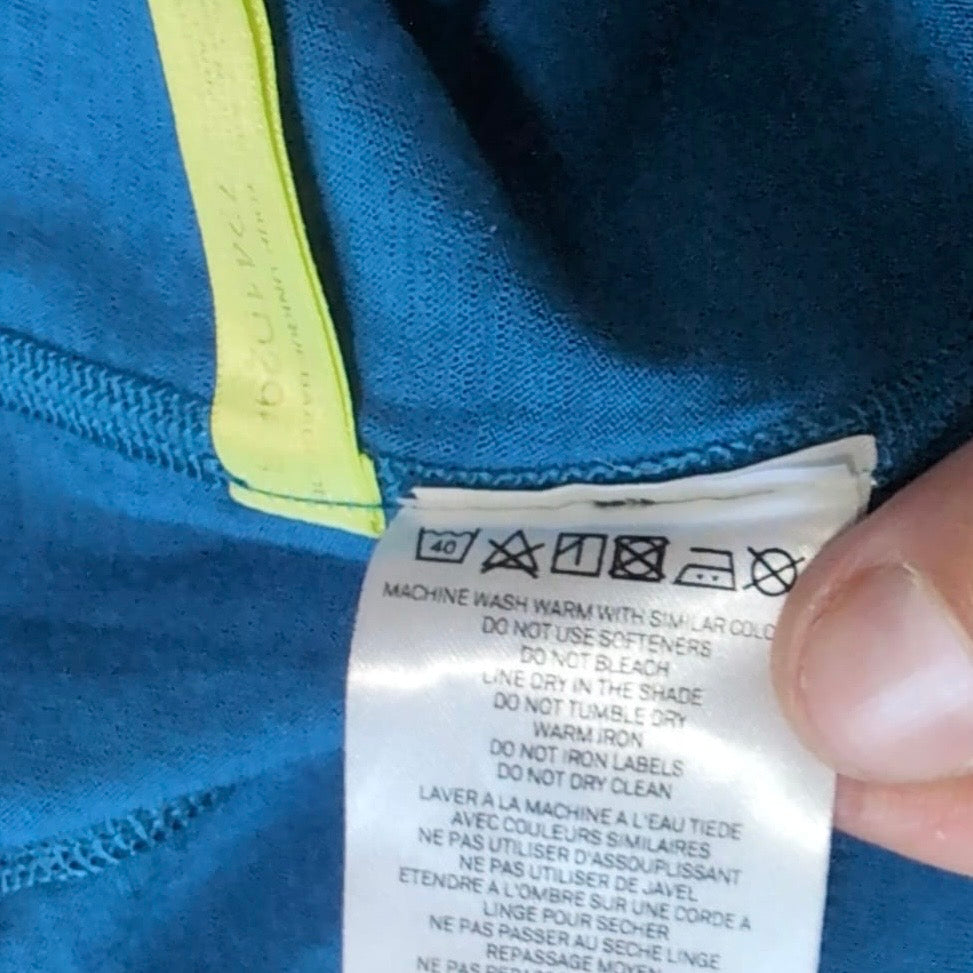 40
MACHINE WASH WARM WITH SIMILAR COLO
DO NOT USE SOFTENERS
DO NOT BLEACH
LINE DRY IN THE SHADE
DO NOT TUMBLE DRY
WARM IRON
DO NOT IRON LABELS
DO NOT DRY CLEAN
LAVER A LA MACHINE A L'EAU TIEDE
AVEC COULEURS SIMILAIRES
NE PAS UTILISER D'ASSOUPLISSANT
NE PAS UTILISER DE JAVEL
ETENDRE A L'OMBRE SUR UNE CORDE A
LINGE POUR SECHER
NE PAS PASSER AU SECHE LINGE
REPASSAGE MOYEN
NE PAS REPASSER